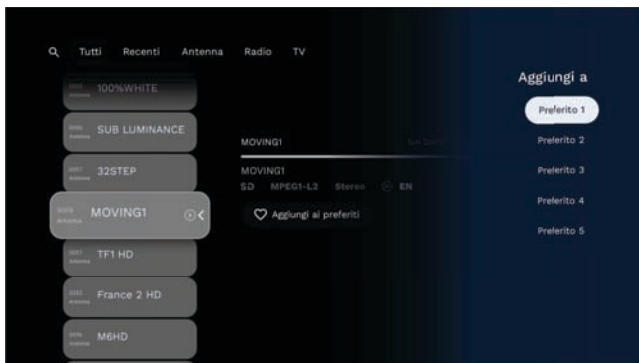 Tutti Recenti Antenna Radio TV
100%WHITE
SUB LUMINANCE
32STEP
MOVING1
Antenna
TF1 HD
France 2 HD
M6HD
MOVING1
MOVING1
SD MPEG1-L2 Stereo EN
Aggiungi ai preferiti
Aggiungi a
Preferito 1
Preferito 2
Preferito 3
Preferito 4
Preferito 5